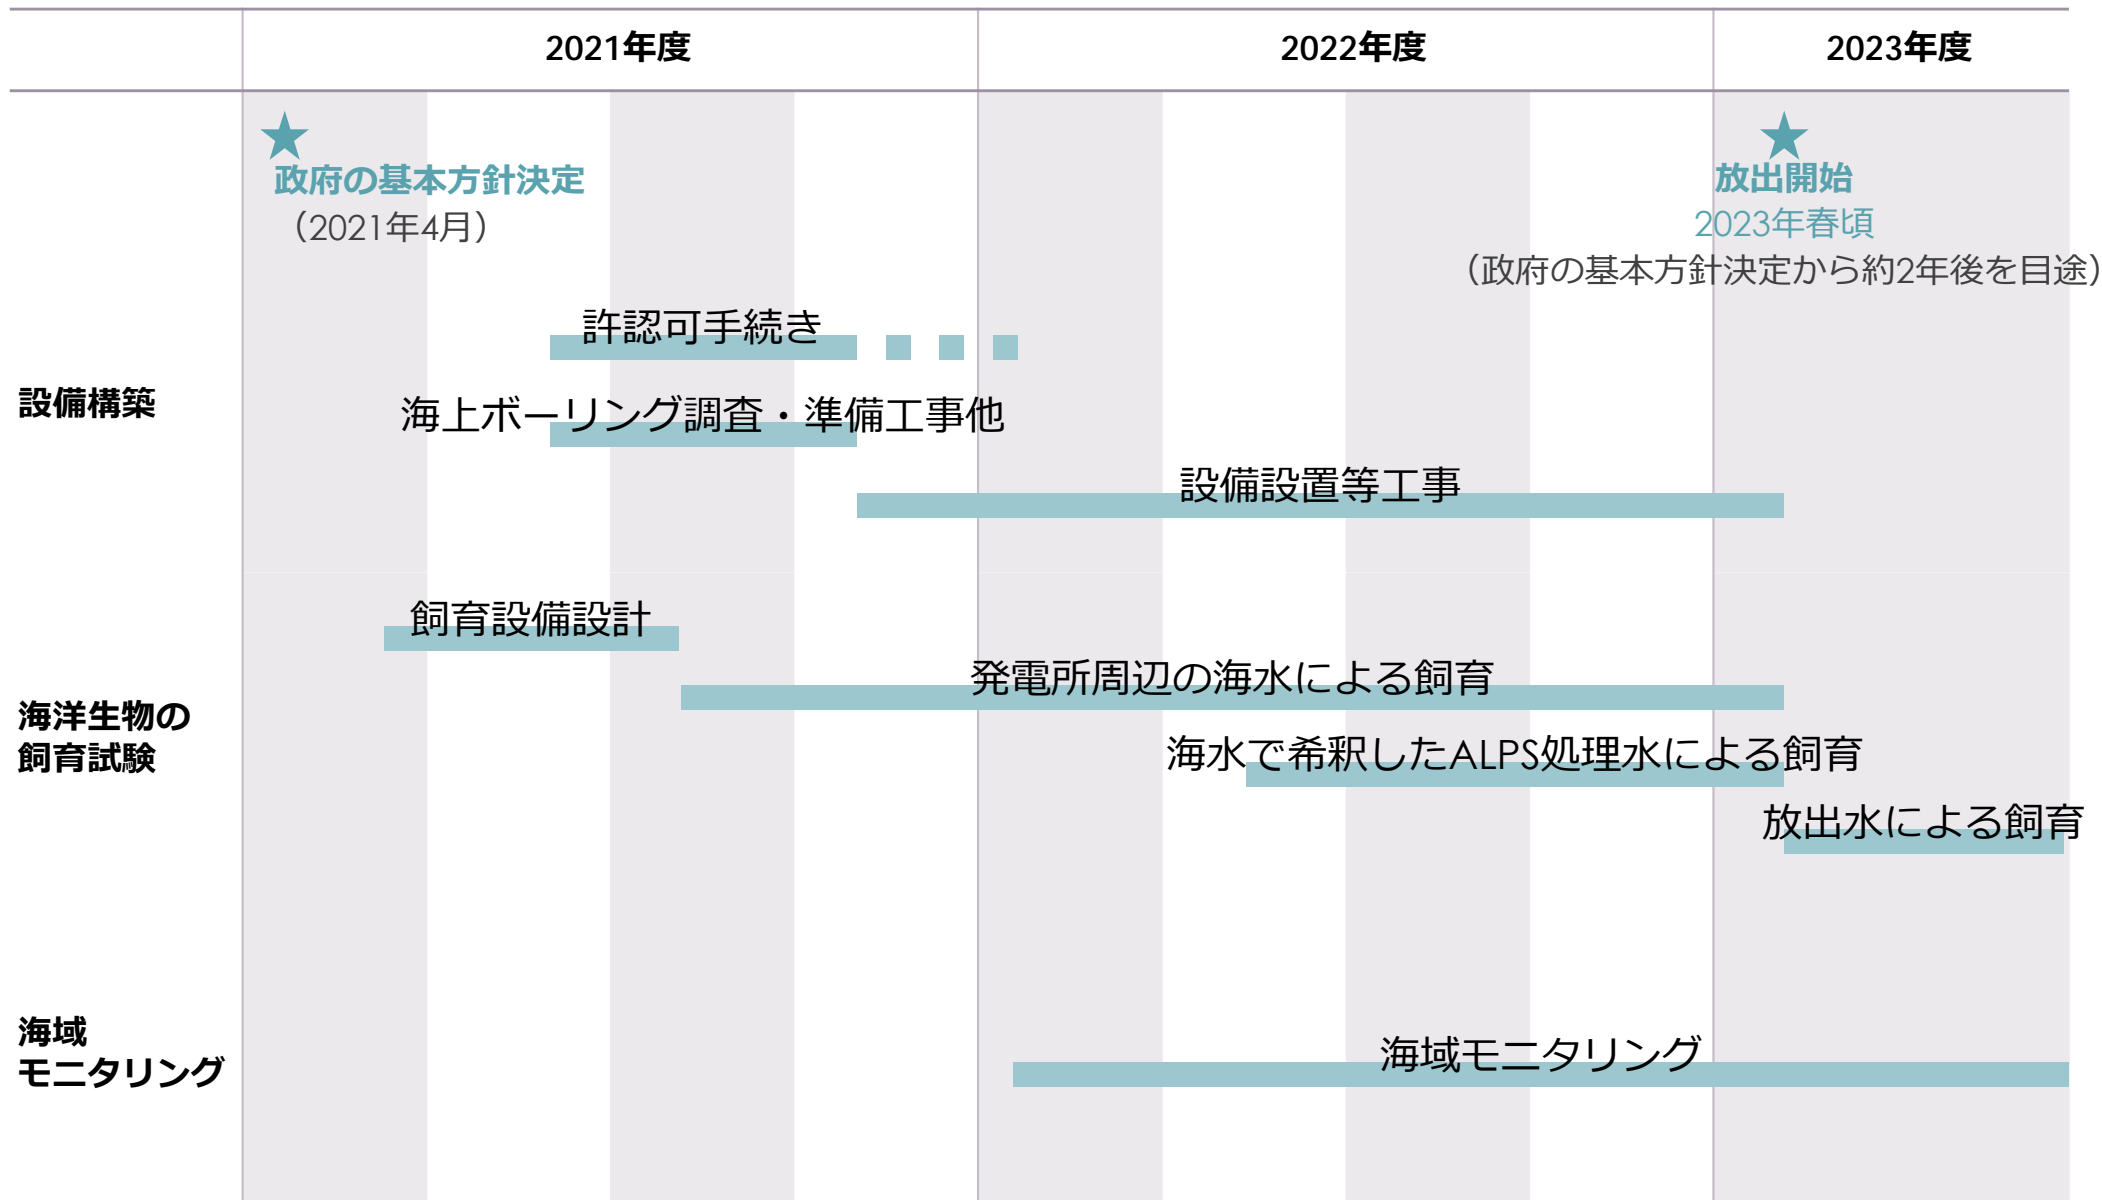 2021年度
2022年度
2023年度
政府の基本方針決定
（2021年4月）
放出開始
2023年春頃
（政府の基本方針決定から約2年後を目途）
設備構築
許認可手続き
海上ボーリング調査・準備工事他
設備設置等工事
海洋生物の
飼育試験
飼育設備設計
発電所周辺の海水による飼育
海水で希釈したALPS処理水による飼育
放出水による飼育
海域
モニタリング
海域モニタリング